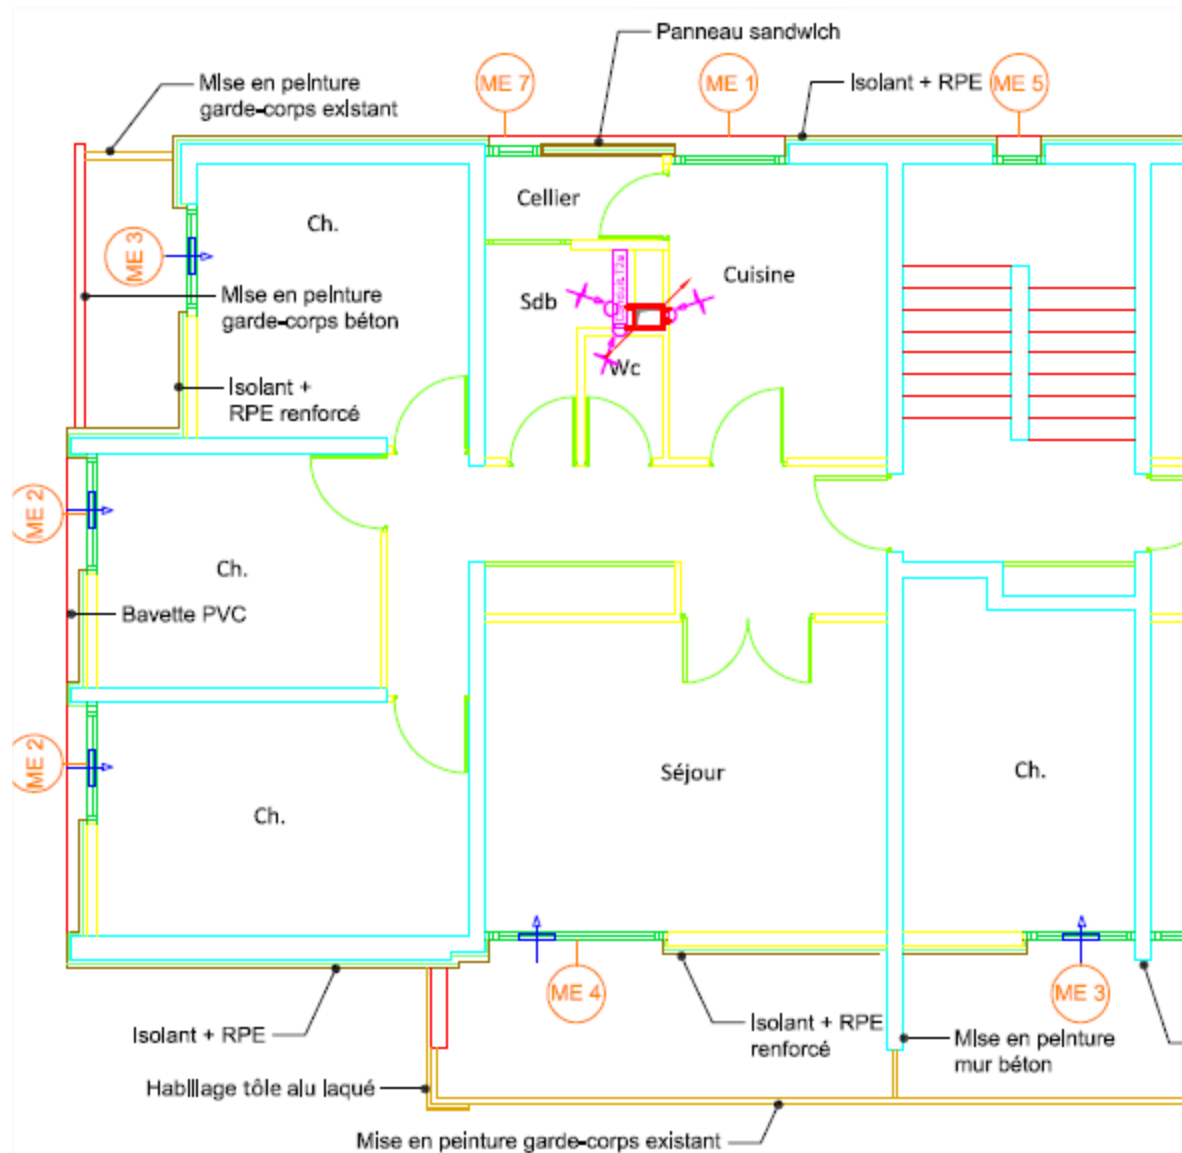 Panneau sandwich
ME 7
ME 1
Isolant + RPE
ME 5
Mise en peinture
garde-corps existant
Cellier
Ch.
ME 3
Cuisine
Sdb
Mise en peinture
garde-corps béton
Wc
Isolant +
RPE renforcé
ME 2
Ch.
Bavette PVC
ME 2
Séjour
Ch.
Ch.
ME 4
ME 3
Isolant + RPE
Isolant + RPE
renforcé
Mise en peinture
mur béton
Habillage tôle alu laqué
Mise en peinture garde-corps existant